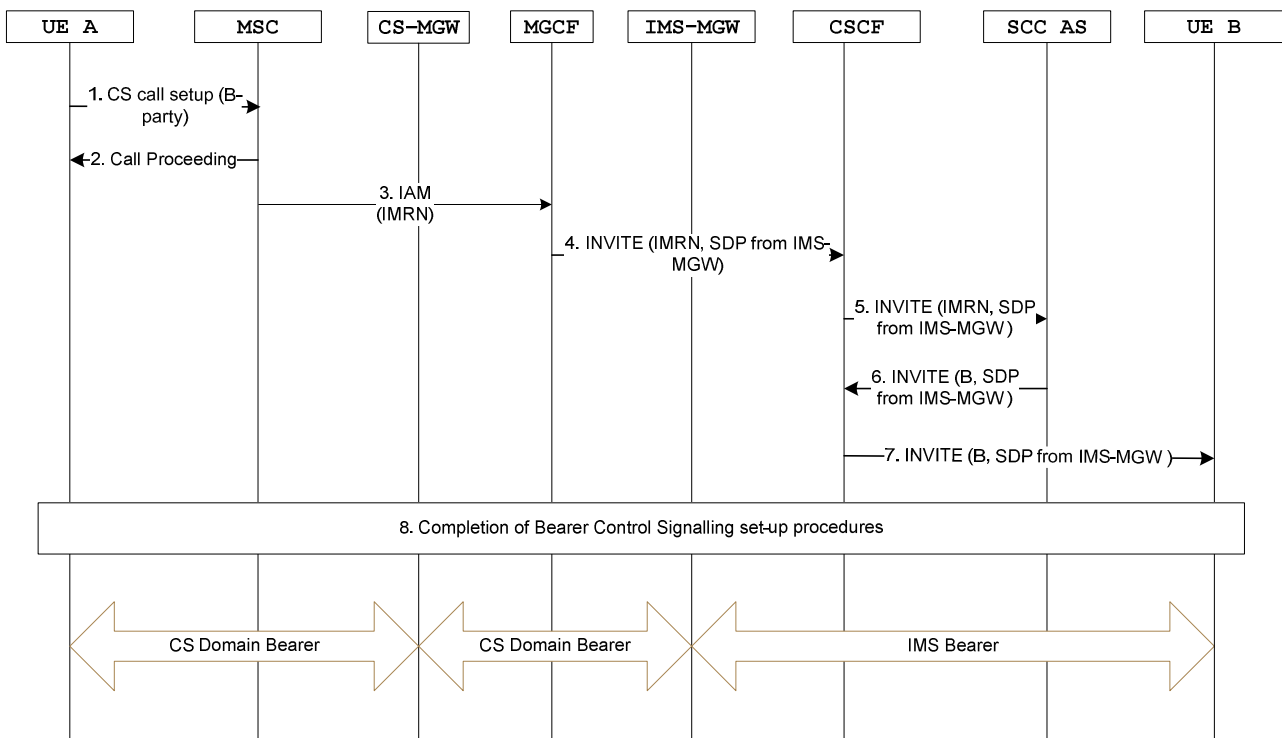 UE A
MSC
CS-MGW
MGCF
IMS-MGW
CSCF
SCC AS
UE B
1. CS call setup (B-
party)
2. Call Proceeding
3. IAM
(IMRN)
4. INVITE (IMRN, SDP from IMS-
MGW)
5. INVITE (IMRN, SDP
from IMS-MGW)
6. INVITE (B, SDP
from IMS-MGW)
7. INVITE (B, SDP from IMS-MGW )
8. Completion of Bearer Control Signalling set-up procedures
CS Domain Bearer
CS Domain Bearer
IMS Bearer